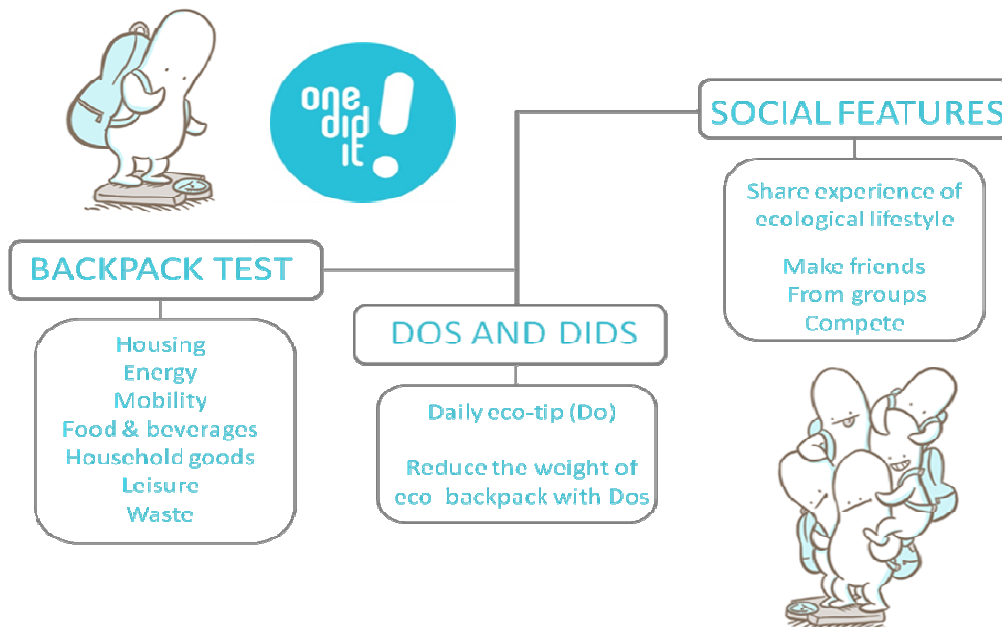 one
did
it!
SOCIAL FEATURES
Share experience of
ecological lifestyle
Make friends
From groups
Compete
BACKPACK TEST
Housing
Energy
Mobility
Food & beverages
Household goods
Leisure
Waste
DOS AND DIDS
Daily eco-tip (Do)
Reduce the weight of
eco backpack with Dos